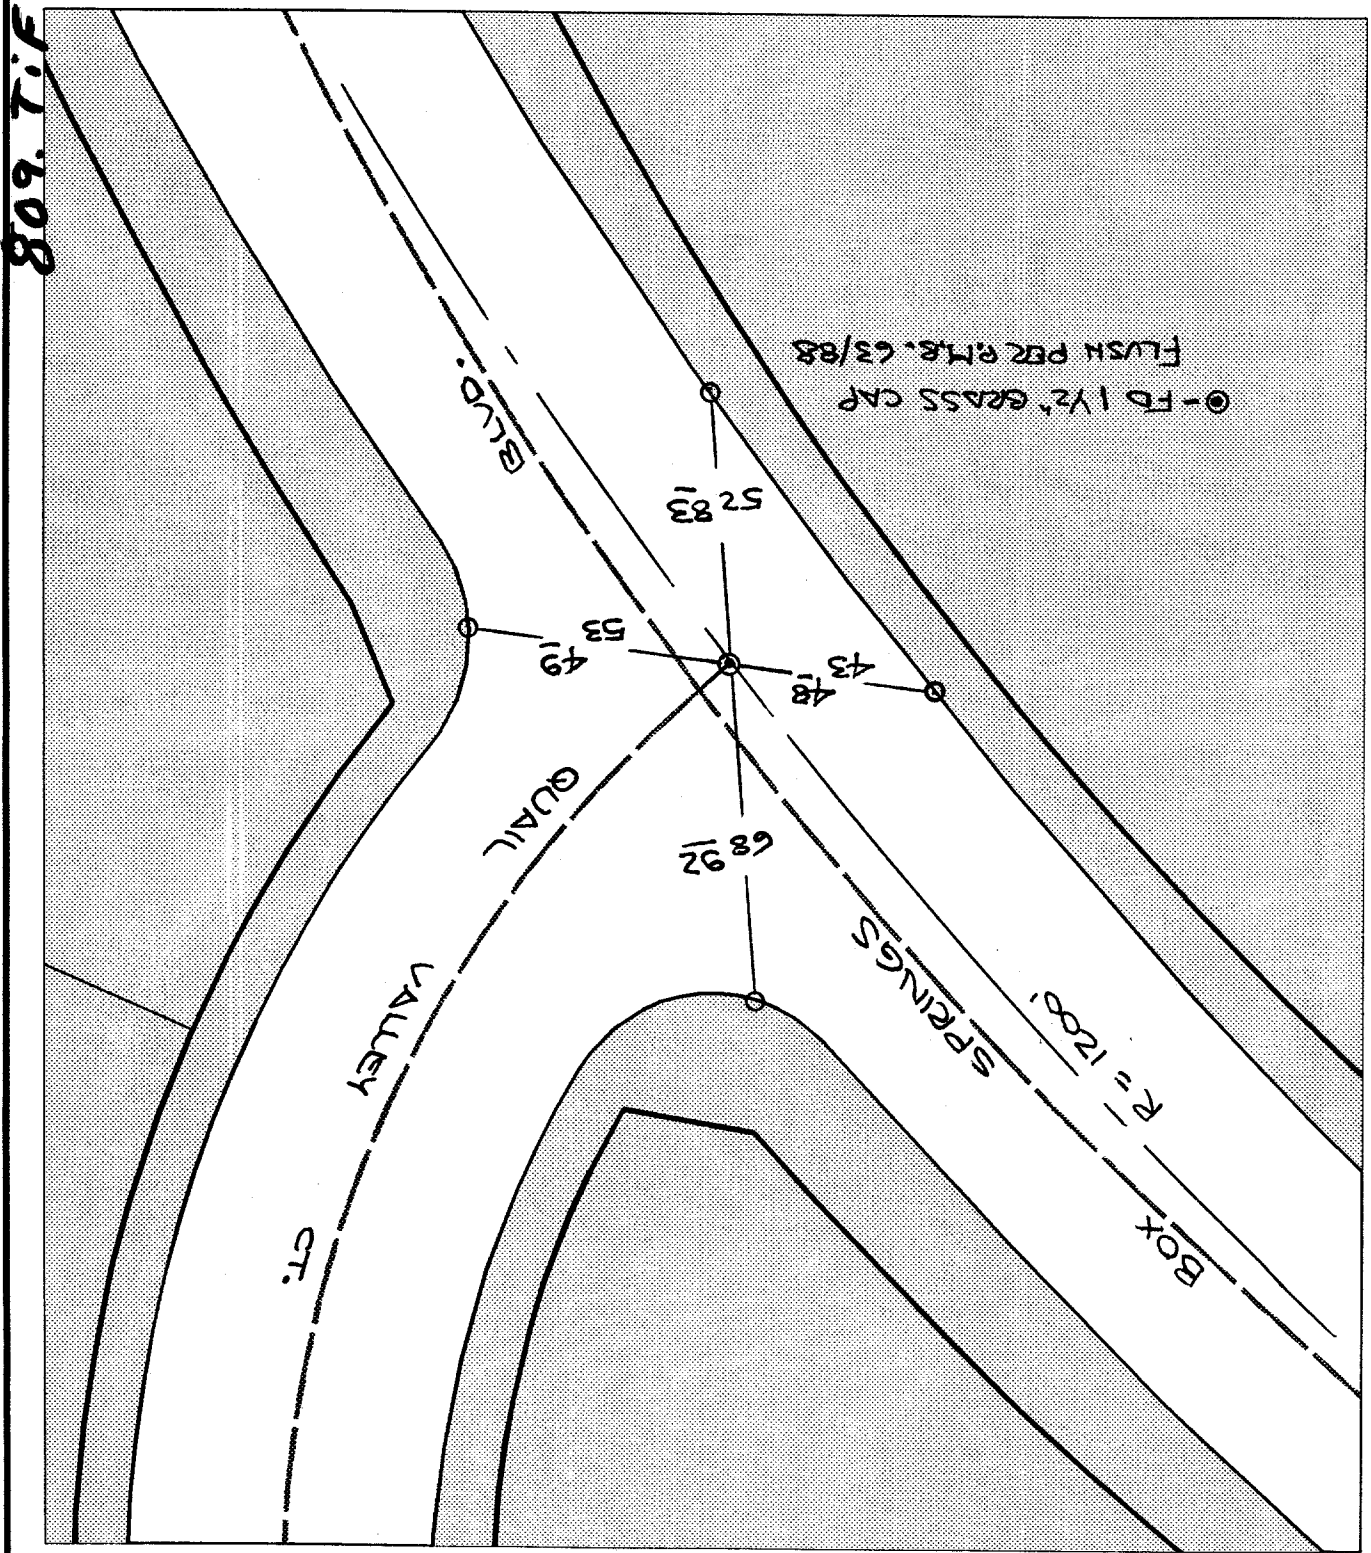 809.TIF
⊙-FD 1 1/2" BRASS CAP
FLUSH PER P.M.B. 63/88
BOX
SPRINGS
BLVD.
R=1200'
QUAIL
VALLEY
CT.
68 92
43 48
53 49
52 83